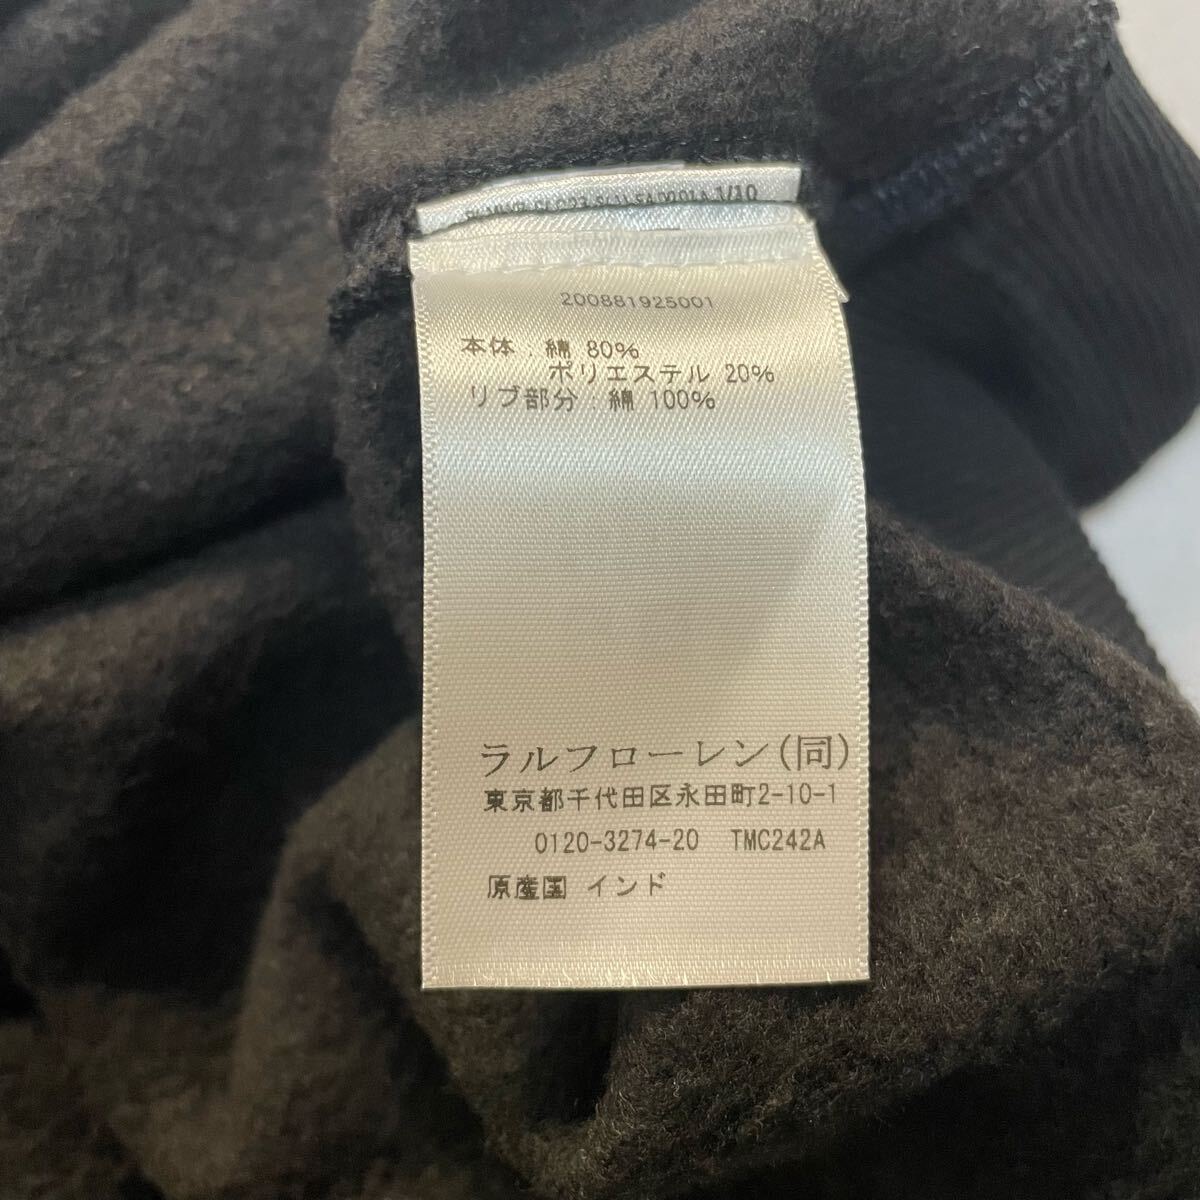 1/10
200881925001
本体:綿 80%
ポリエステル 20%
リブ部分:綿 100%
ラルフローレン(同)
東京都千代田区永田町2-10-1
0120-3274-20 TMC242A
原産国 インド